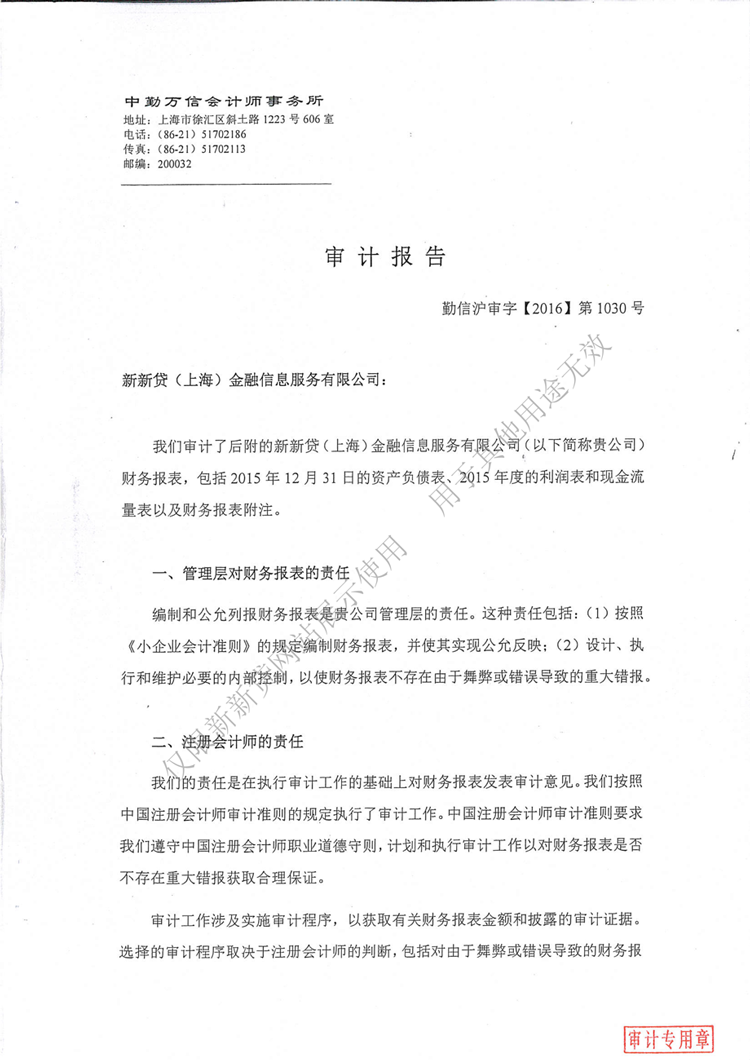 中勤万信会计师事务所
地址：上海市徐汇区斜土路 1223 号 606 室
电话：(86-21) 51702186
传真：(86-21) 51702113
邮编：200032
审计报告
勤信沪审字【2016】第 1030 号
新新贷（上海）金融信息服务有限公司：
我们审计了后附的新新贷（上海）金融信息服务有限公司（以下简称贵公司）
财务报表，包括 2015 年 12 月 31 日的资产负债表、2015 年度的利润表和现金流
量表以及财务报表附注。
一、管理层对财务报表的责任
编制和公允列报财务报表是贵公司管理层的责任。这种责任包括：（1）按照
《小企业会计准则》的规定编制财务报表，并使其实现公允反映；（2）设计、执
行和维护必要的内部控制，以使财务报表不存在由于舞弊或错误导致的重大错报。
二、注册会计师的责任
我们的责任是在执行审计工作的基础上对财务报表发表审计意见。我们按照
中国注册会计师审计准则的规定执行了审计工作。中国注册会计师审计准则要求
我们遵守中国注册会计师职业道德守则，计划和执行审计工作以对财务报表是否
不存在重大错报获取合理保证。
审计工作涉及实施审计程序，以获取有关财务报表金额和披露的审计证据。
选择的审计程序取决于注册会计师的判断，包括对由于舞弊或错误导致的财务报
仅限新新贷网站展示使用 用于其他用途无效
审计专用章